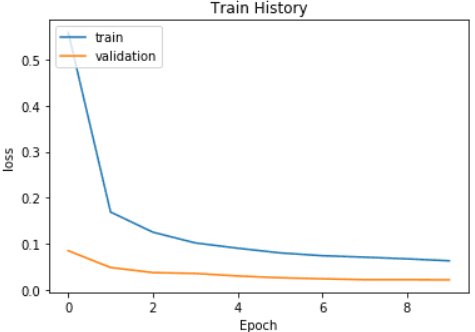 Train History
train
validation
loss
0.5
0.4
0.3
0.2
0.1
0.0
0 2 4 6 8
Epoch